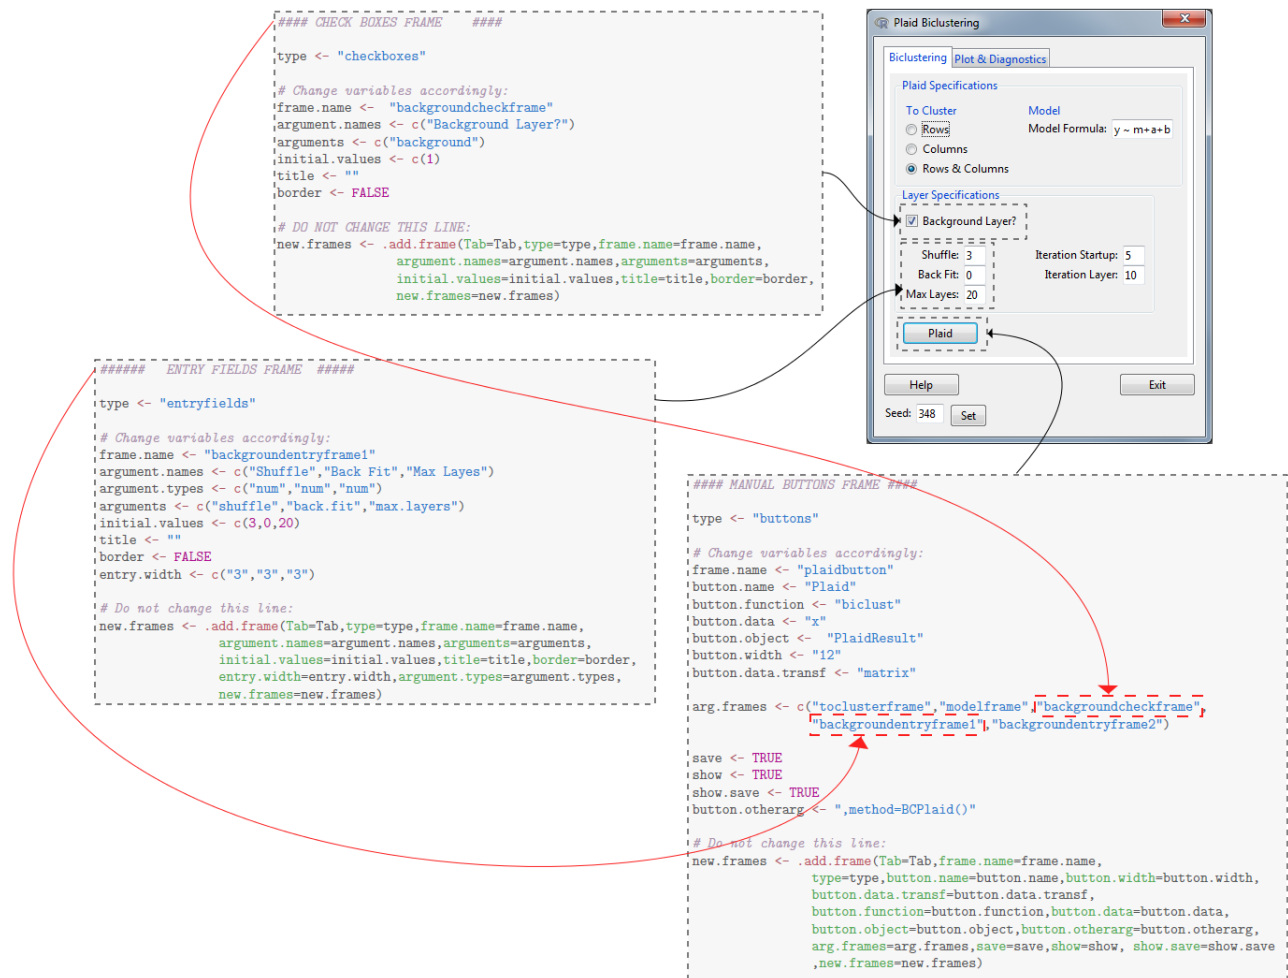 #### CHECK BOXES FRAME    ####
type <- "checkboxes"
# Change variables accordingly:
frame.name <-  "backgroundcheckframe"
argument.names <- c("Background Layer?")
arguments <- c("background")
initial.values <- c(1)
title <- ""
border <- FALSE
# DO NOT CHANGE THIS LINE:
new.frames <- .add.frame(Tab=Tab,type=type,frame.name=frame.name,
argument.names=argument.names,arguments=arguments,
initial.values=initial.values,title=title,border=border,
new.frames=new.frames)
Plaid Biclustering
Biclustering
Plot & Diagnostics
Plaid Specifications
To Cluster
Model
Rows
Model Formula: y ~ m+a+b
Columns
Rows & Columns
Layer Specifications
Background Layer?
Shuffle: 3
Iteration Startup: 5
Back Fit: 0
Iteration Layer: 10
Max Layes: 20
Plaid
Help
Exit
Seed: 348
Set
######   ENTRY FIELDS FRAME  #####
type <- "entryfields"
# Change variables accordingly:
frame.name <- "backgroundentryframe1"
argument.names <- c("Shuffle","Back Fit","Max Layes")
argument.types <- c("num","num","num")
arguments <- c("shuffle","back.fit","max.layers")
initial.values <- c(3,0,20)
title <- ""
border <- FALSE
entry.width <- c("3","3","3")
# Do not change this line:
new.frames <- .add.frame(Tab=Tab,type=type,frame.name=frame.name,
argument.names=argument.names,arguments=arguments,
initial.values=initial.values,title=title,border=border,
entry.width=entry.width,argument.types=argument.types,
new.frames=new.frames)
#### MANUAL BUTTONS FRAME ####
type <- "buttons"
# Change variables accordingly:
frame.name <- "plaidbutton"
button.name <- "Plaid"
button.function <- "biclust"
button.data <- "x"
button.object <-  "PlaidResult"
button.width <- "12"
button.data.transf <- "matrix"
arg.frames <- c("toclusterframe","modelframe","backgroundcheckframe",
"backgroundentryframe1","backgroundentryframe2")
save <- TRUE
show <- TRUE
show.save <- TRUE
button.otherarg <- ",method=BCPlaid()"
# Do not change this line:
new.frames <- .add.frame(Tab=Tab,frame.name=frame.name,
type=type,button.name=button.name,button.width=button.width,
button.data.transf=button.data.transf,
button.function=button.function,button.data=button.data,
button.object=button.object,button.otherarg=button.otherarg,
arg.frames=arg.frames,save=save,show=show, show.save=show.save
,new.frames=new.frames)